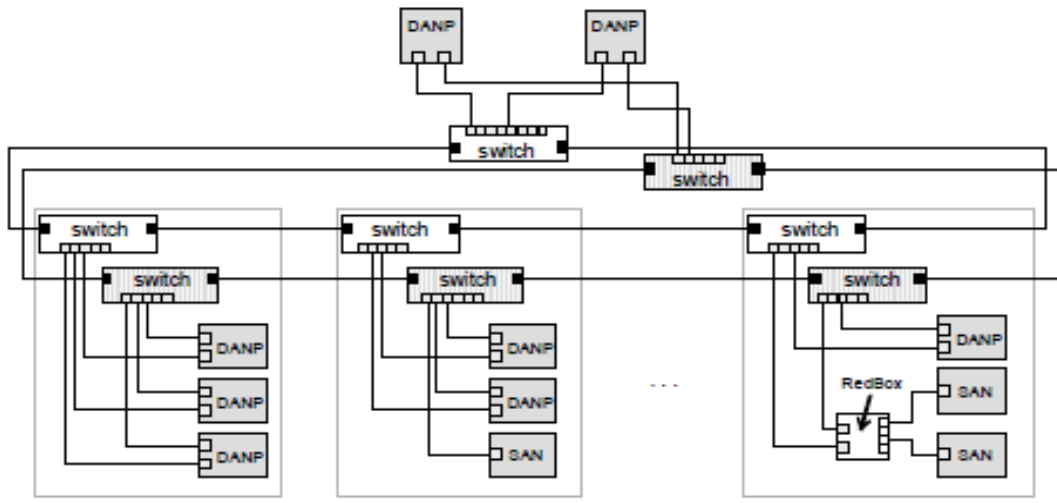 DANP DANP
switch
switch
switch switch switch
switch switch switch
DANP DANP DANP
RedBox
DANP DANP SAN
. . .
DANP SAN SAN